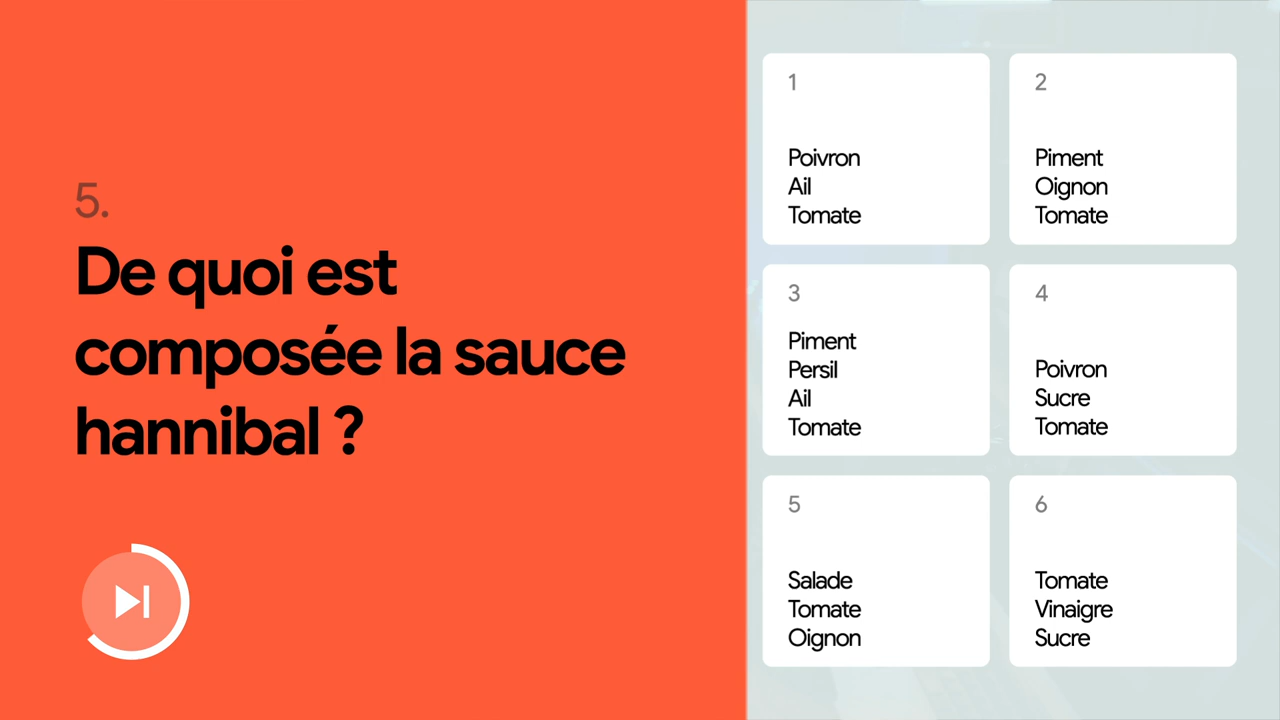 5.
De quoi est
composée la sauce
hannibal ?
1
Poivron
Ail
Tomate
2
Piment
Oignon
Tomate
3
Piment
Persil
Ail
Tomate
4
Poivron
Sucre
Tomate
5
Salade
Tomate
Oignon
6
Tomate
Vinaigre
Sucre